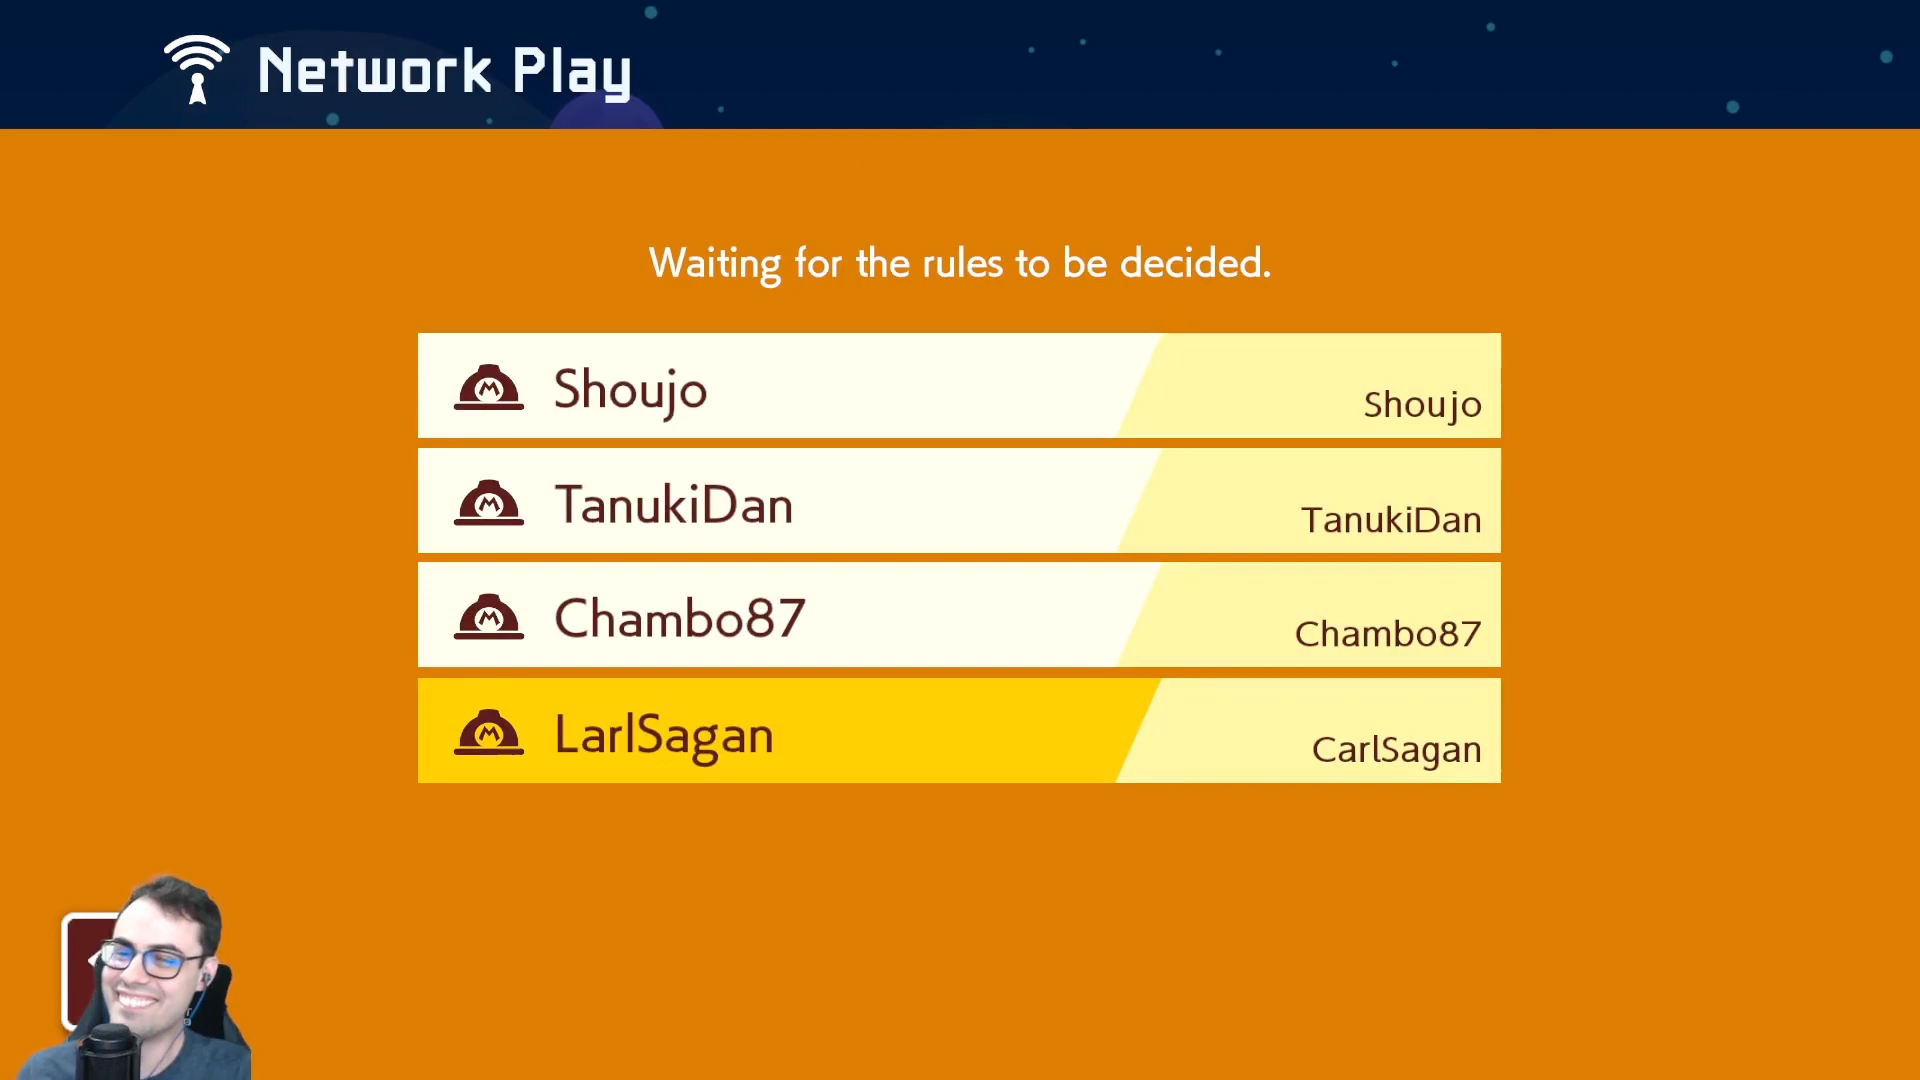 Network Play
Waiting for the rules to be decided.
Shoujo
Shoujo
TanukiDan
TanukiDan
Chambo87
Chambo87
LarlSagan
CarlSagan